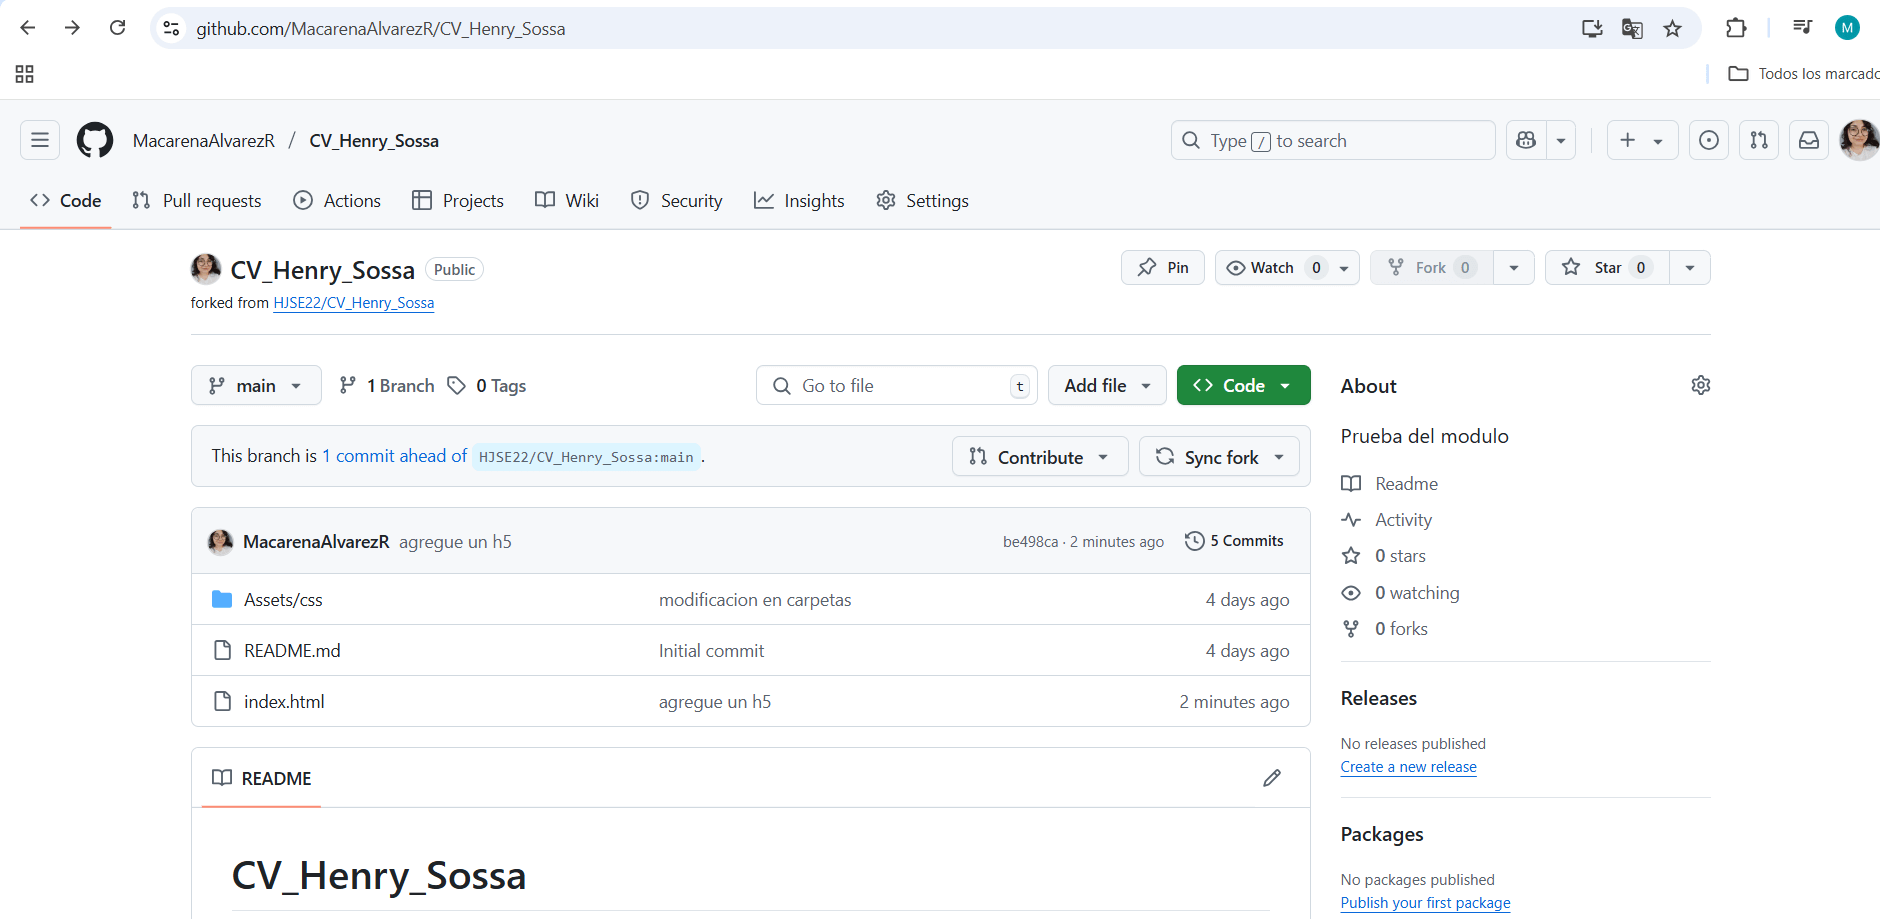 github.com/MacarenaAlvarezR/CV_Henry_Sossa
M
Todos los marcado
MacarenaAlvarezR / CV_Henry_Sossa
Type / to search
Code Pull requests Actions Projects Wiki Security Insights Settings
CV_Henry_Sossa Public
Pin Watch 0 Fork 0 Star 0
forked from HJSE22/CV_Henry_Sossa
main 1 Branch 0 Tags Go to file t Add file Code
This branch is 1 commit ahead of HJSE22/CV_Henry_Sossa:main . Contribute Sync fork
MacarenaAlvarezR agregue un h5 be498ca · 2 minutes ago 5 Commits
Assets/css modificacion en carpetas 4 days ago
README.md Initial commit 4 days ago
index.html agregue un h5 2 minutes ago
README
CV_Henry_Sossa
About
Prueba del modulo
Readme
Activity
0 stars
0 watching
0 forks
Releases
No releases published
Create a new release
Packages
No packages published
Publish your first package